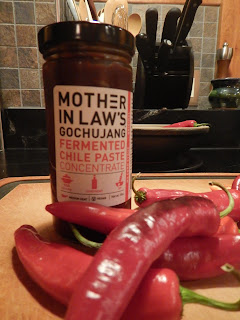 MOTHER
IN LAW'S
GOCHUJANG
FERMENTED
CHILE PASTE
CONCENTRATE